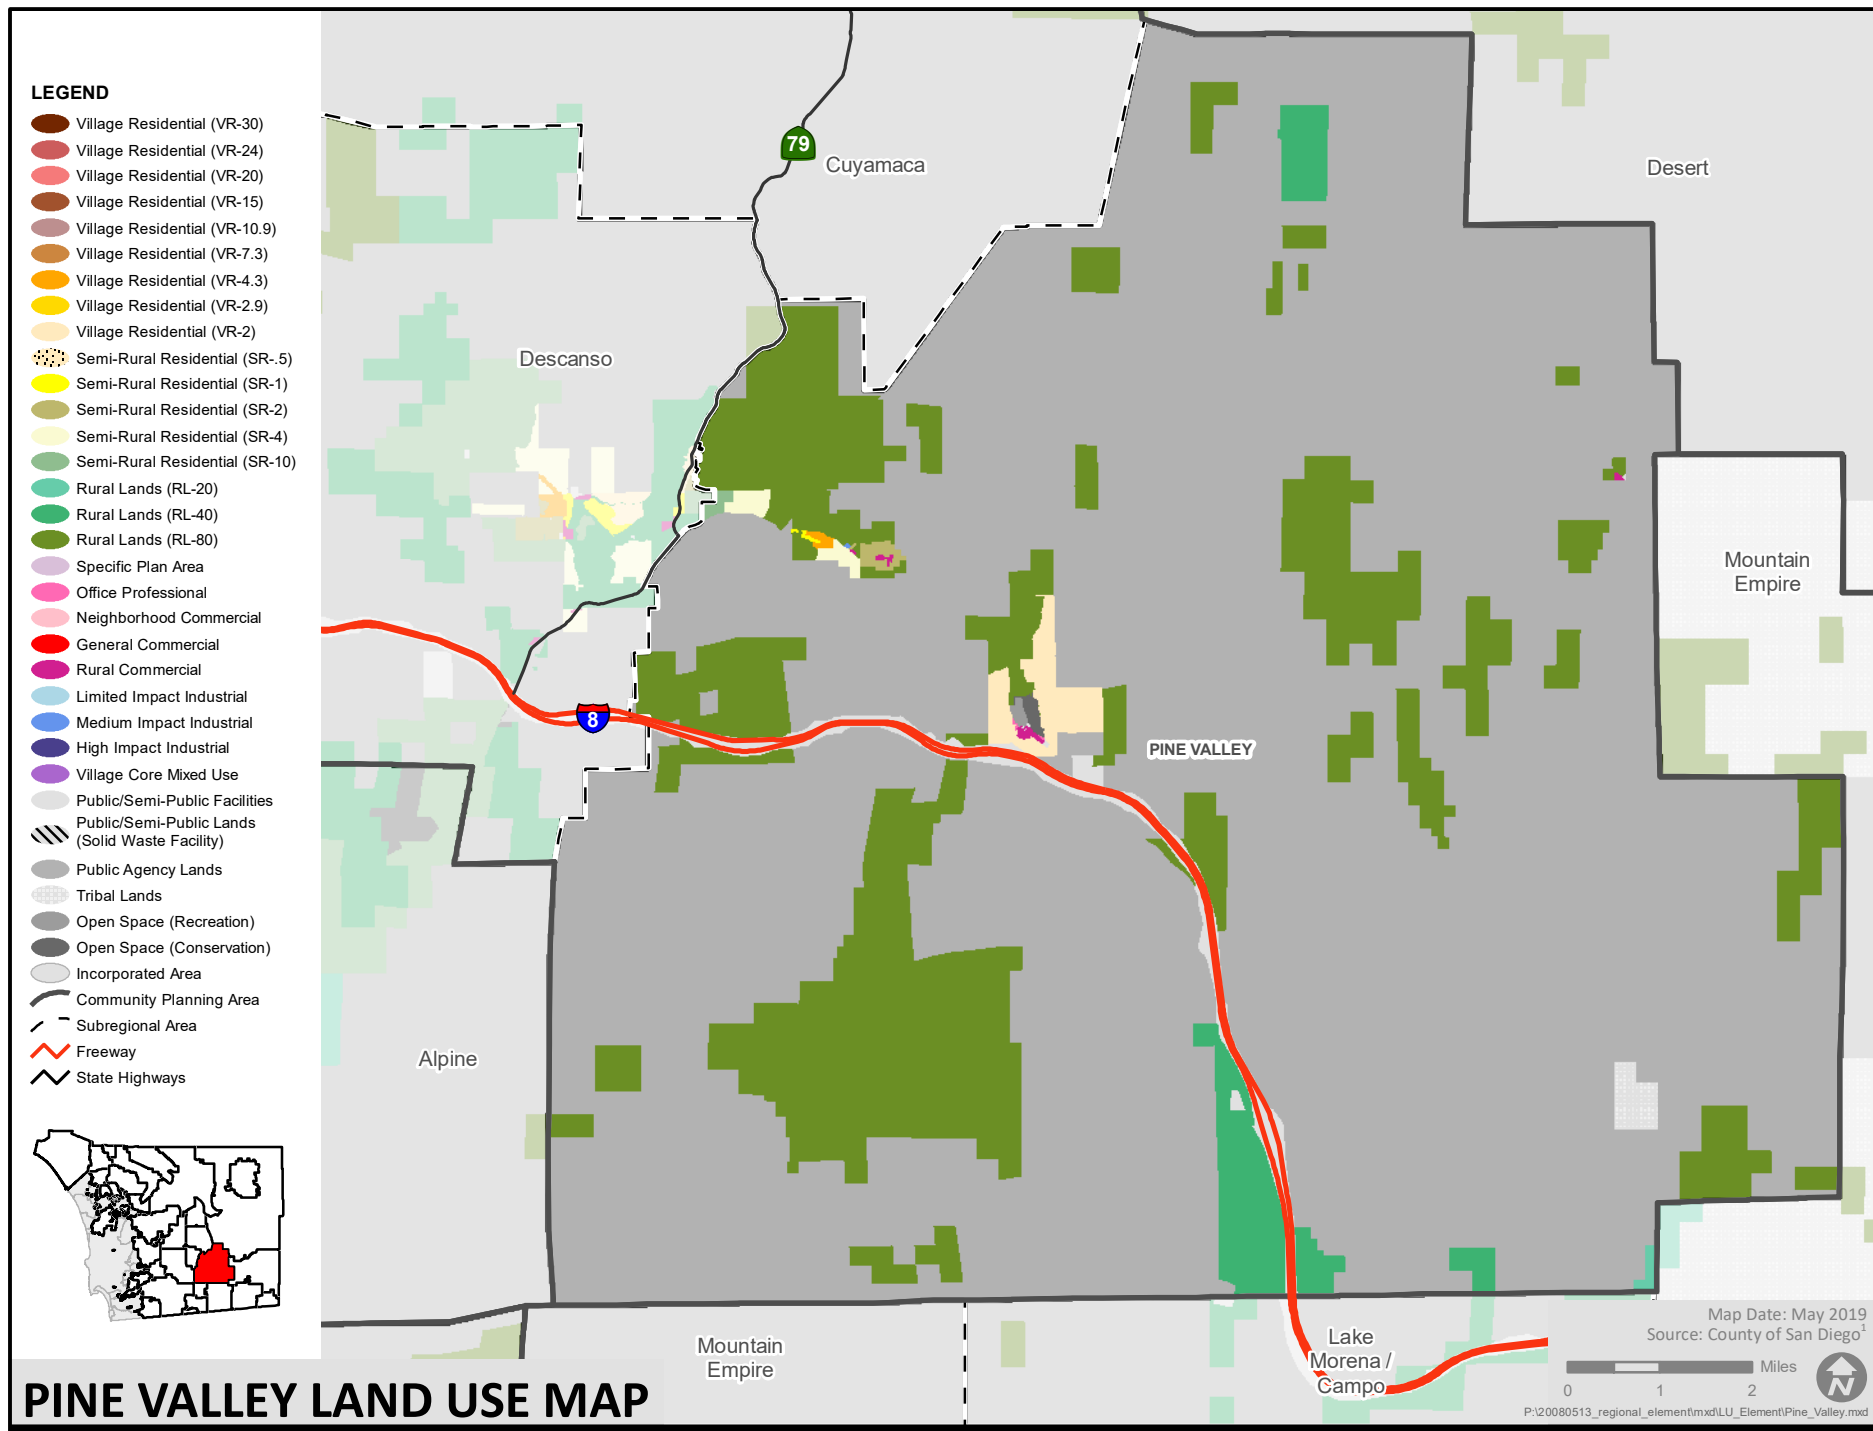 LEGEND
Village Residential (VR-30)
Village Residential (VR-24)
Village Residential (VR-20)
Village Residential (VR-15)
Village Residential (VR-10.9)
Village Residential (VR-7.3)
Village Residential (VR-4.3)
Village Residential (VR-2.9)
Village Residential (VR-2)
Semi-Rural Residential (SR-.5)
Semi-Rural Residential (SR-1)
Semi-Rural Residential (SR-2)
Semi-Rural Residential (SR-4)
Semi-Rural Residential (SR-10)
Rural Lands (RL-20)
Rural Lands (RL-40)
Rural Lands (RL-80)
Specific Plan Area
Office Professional
Neighborhood Commercial
General Commercial
Rural Commercial
Limited Impact Industrial
Medium Impact Industrial
High Impact Industrial
Village Core Mixed Use
Public/Semi-Public Facilities
Public/Semi-Public Lands
(Solid Waste Facility)
Public Agency Lands
Tribal Lands
Open Space (Recreation)
Open Space (Conservation)
Incorporated Area
Community Planning Area
Subregional Area
Freeway
State Highways
79
Cuyamaca
Desert
Descanso
Mountain
Empire
8
PINE VALLEY
Alpine
Mountain
Empire
Lake
Morena /
Campo
Map Date: May 2019
Source: County of San Diego1
Miles
0 1 2
N
P:\20080513_regional_element\mxd\LU_Element\Pine_Valley.mxd
PINE VALLEY LAND USE MAP